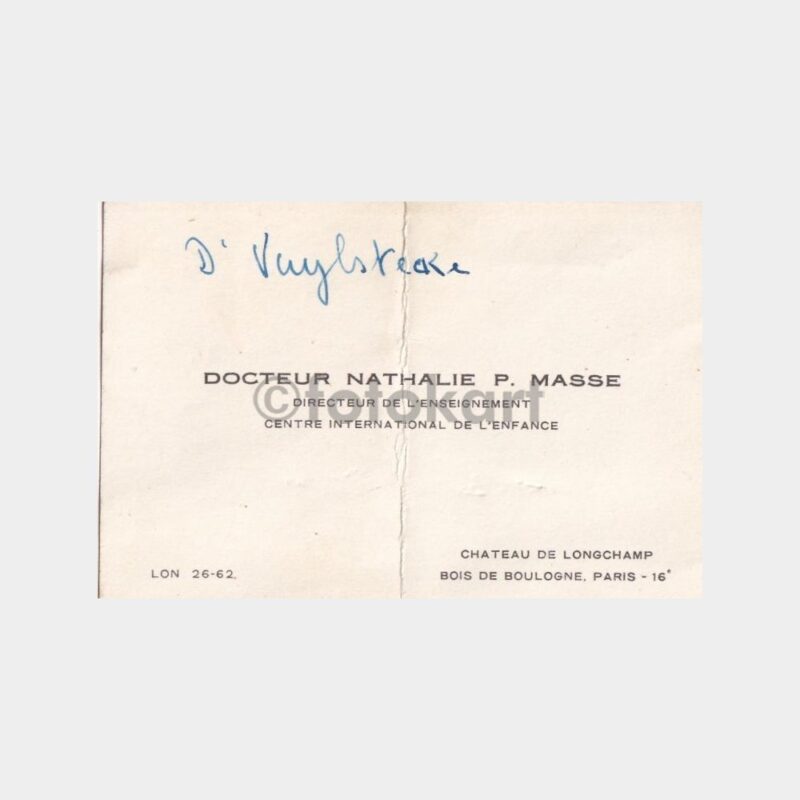 Dr Vuylsteke
DOCTEUR NATHALIE P. MASSE
DIRECTEUR DE L'ENSEIGNEMENT
©fotokart
CENTRE INTERNATIONAL DE L'ENFANCE
CHATEAU DE LONGCHAMP
LON 26-62.
BOIS DE BOULOGNE, PARIS - 16e